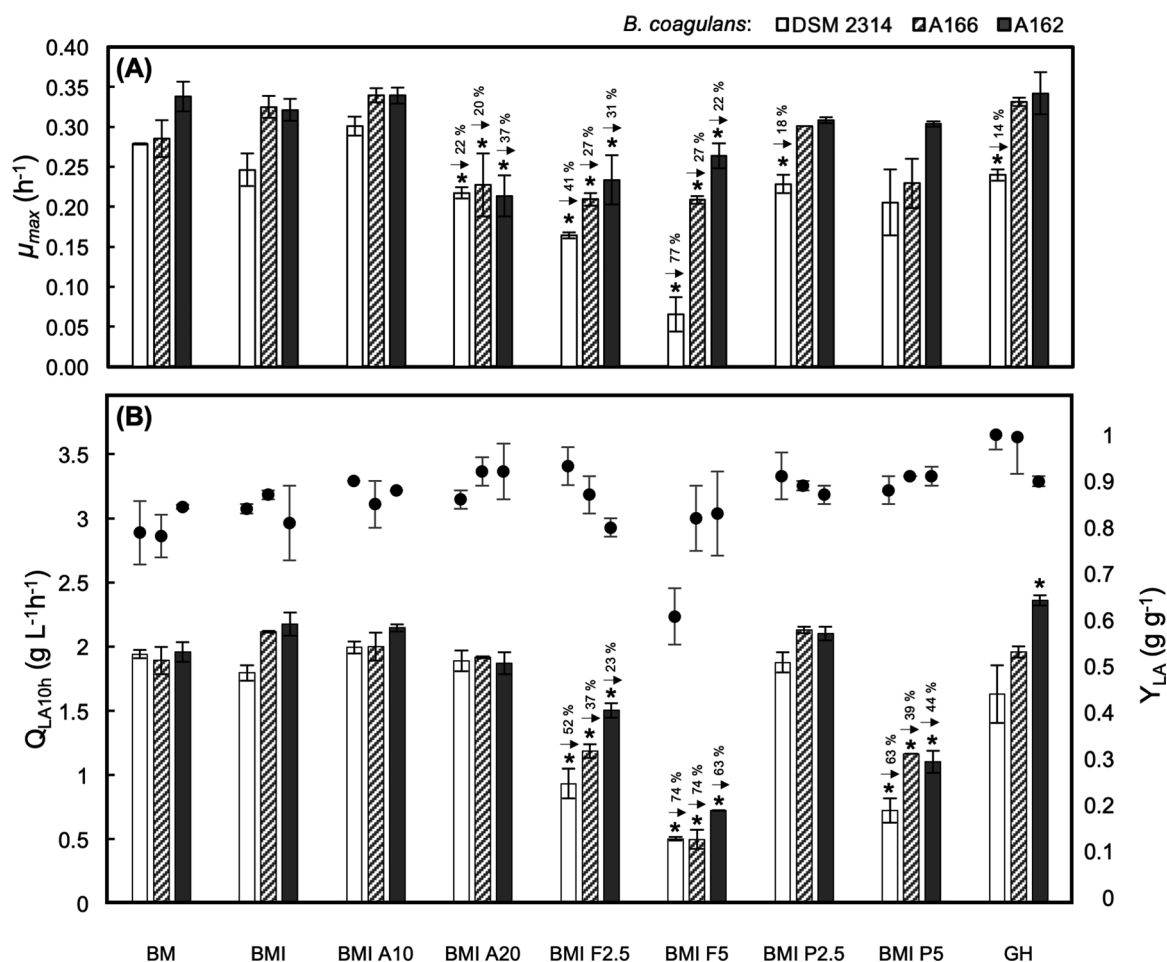 B. coagulans: DSM 2314 A166 A162
(A)
μmax (h-1)
0.40
0.35
0.30
0.25
0.20
0.15
0.10
0.05
0.00
* → 22 %
* → 20 %
* → 37 %
* → 41 %
* → 27 %
* → 31 %
* → 77 %
* → 27 %
* → 22 %
* → 18 %
* → 14 %
(B)
QLA10h (g L-1h-1)
3.5
3
2.5
2
1.5
1
0.5
0
* → 52 %
* → 37 %
* → 23 %
* → 74 %
* → 74 %
* → 63 %
* → 63 %
* → 39 %
* → 44 %
*
YLA (g g-1)
1
0.9
0.8
0.7
0.6
0.5
0.4
0.3
0.2
0.1
0
BM BMI BMI A10 BMI A20 BMI F2.5 BMI F5 BMI P2.5 BMI P5 GH